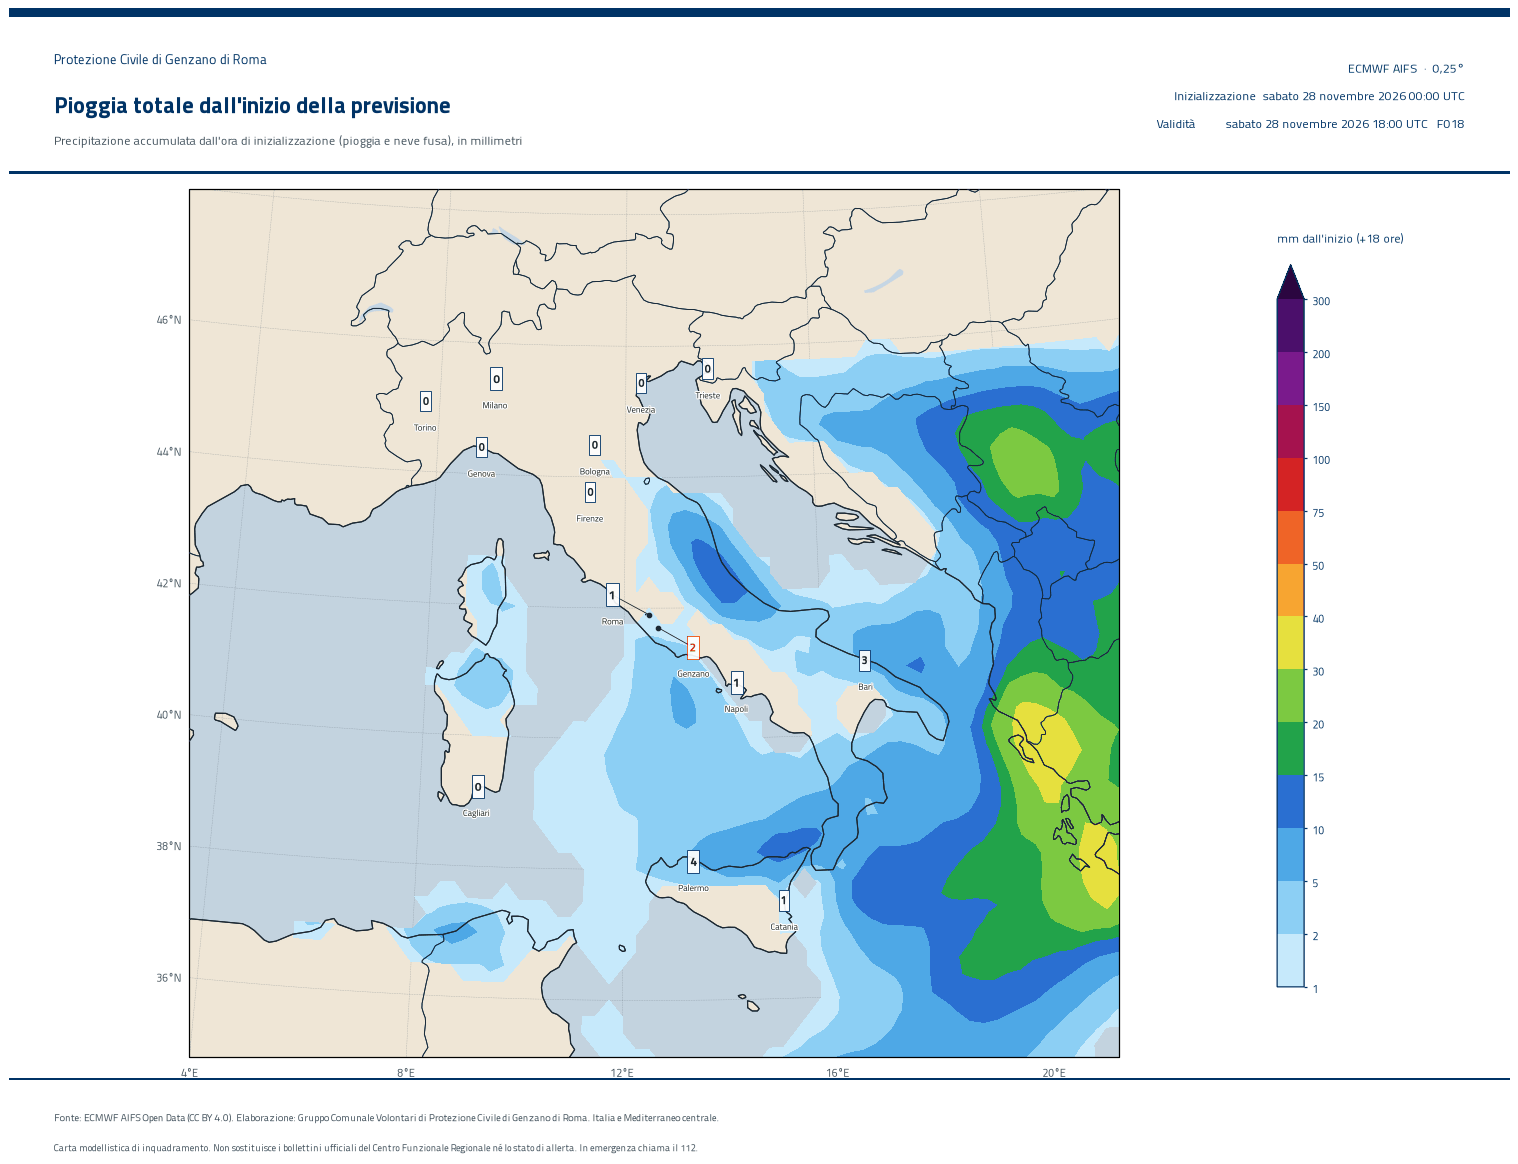 Protezione Civile di Genzano di Roma
Pioggia totale dall'inizio della previsione
Precipitazione accumulata dall'ora di inizializzazione (pioggia e neve fusa), in millimetri
ECMWF AIFS · 0,25°
Inizializzazione sabato 28 novembre 2026 00:00 UTC
Validità sabato 28 novembre 2026 18:00 UTC F018
mm dall'inizio (+18 ore)
300
200
150
100
75
50
40
30
20
15
10
5
2
1
46°N
44°N
42°N
40°N
38°N
36°N
4°E
8°E
12°E
16°E
20°E
0
Torino
0
Milano
0
Venezia
0
Trieste
0
Genova
0
Bologna
0
Firenze
1
Roma
2
Genzano
1
Napoli
3
Bari
0
Cagliari
4
Palermo
1
Catania
Fonte: ECMWF AIFS Open Data (CC BY 4.0). Elaborazione: Gruppo Comunale Volontari di Protezione Civile di Genzano di Roma. Italia e Mediterraneo centrale.
Carta modellistica di inquadramento. Non sostituisce i bollettini ufficiali del Centro Funzionale Regionale né lo stato di allerta. In emergenza chiama il 112.